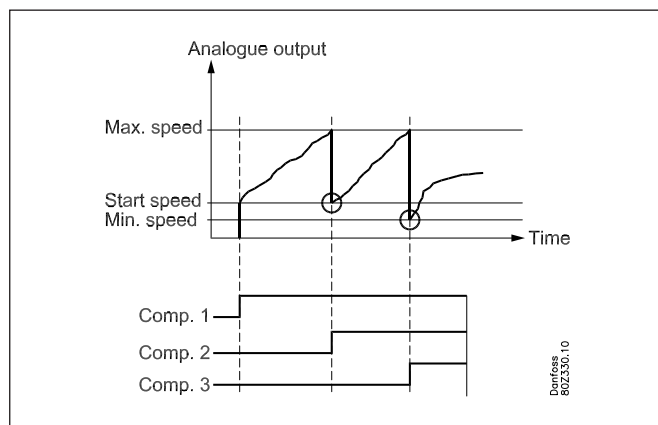 Analogue output
Max. speed
Start speed
Min. speed
Time
Comp. 1
Comp. 2
Comp. 3
Danfoss
80Z330.10